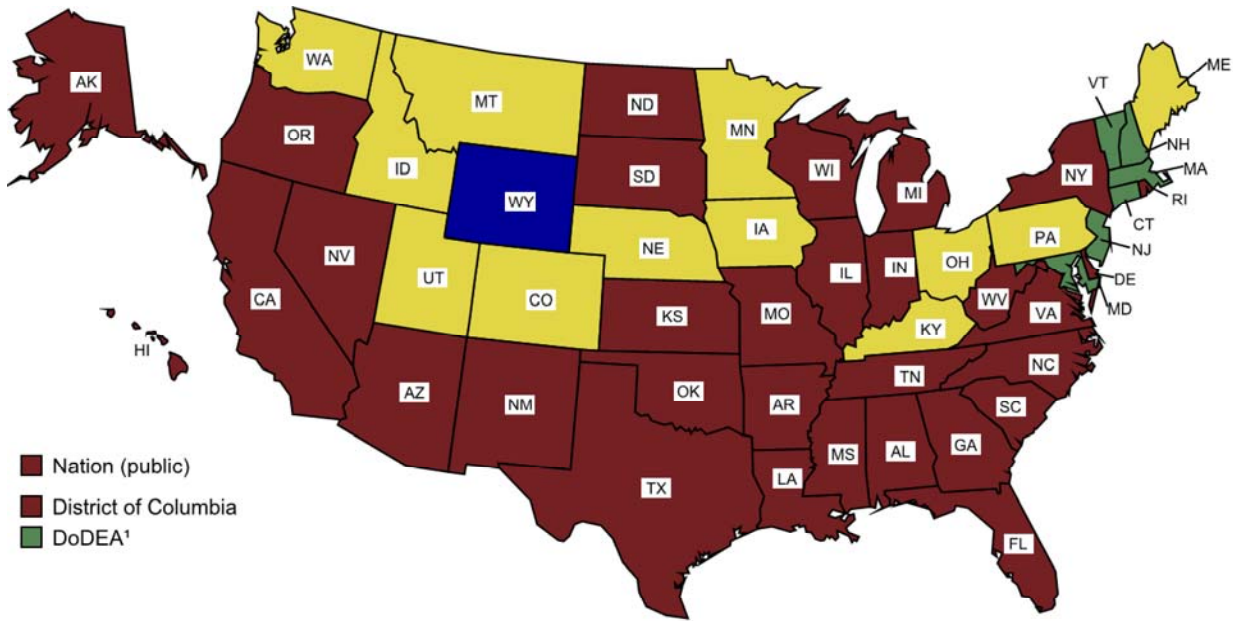 AK
WA
MT
ND
MN
ME
VT
OR
ID
WY
SD
WI
MI
NY
NH
MA
RI
CT
NV
UT
CO
NE
IA
IL
IN
OH
PA
NJ
DE
MD
CA
KS
MO
KY
WV
VA
HI
AZ
NM
OK
AR
TN
NC
SC
TX
LA
MS
AL
GA
FL
Nation (public)
District of Columbia
DoDEA¹